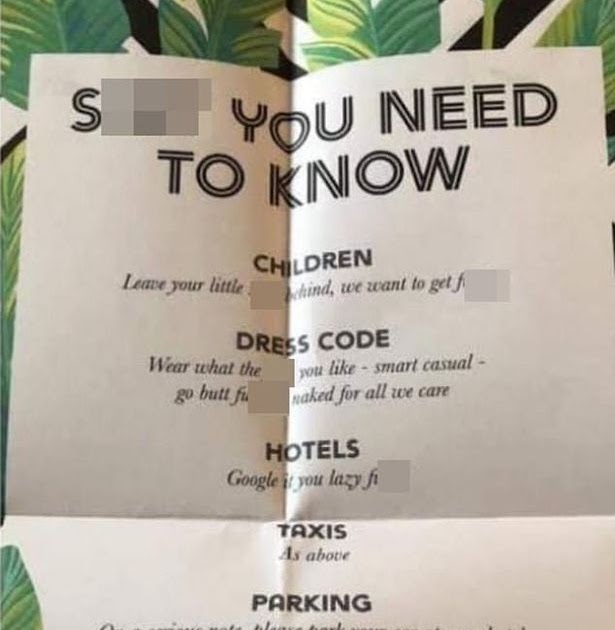 S YOU NEED
TO KNOW
CHILDREN
Leave your little behind, we want to get f
DRESS CODE
Wear what the you like - smart casual -
go butt fu naked for all we care
HOTELS
Google it you lazy f
TAXIS
As above
PARKING